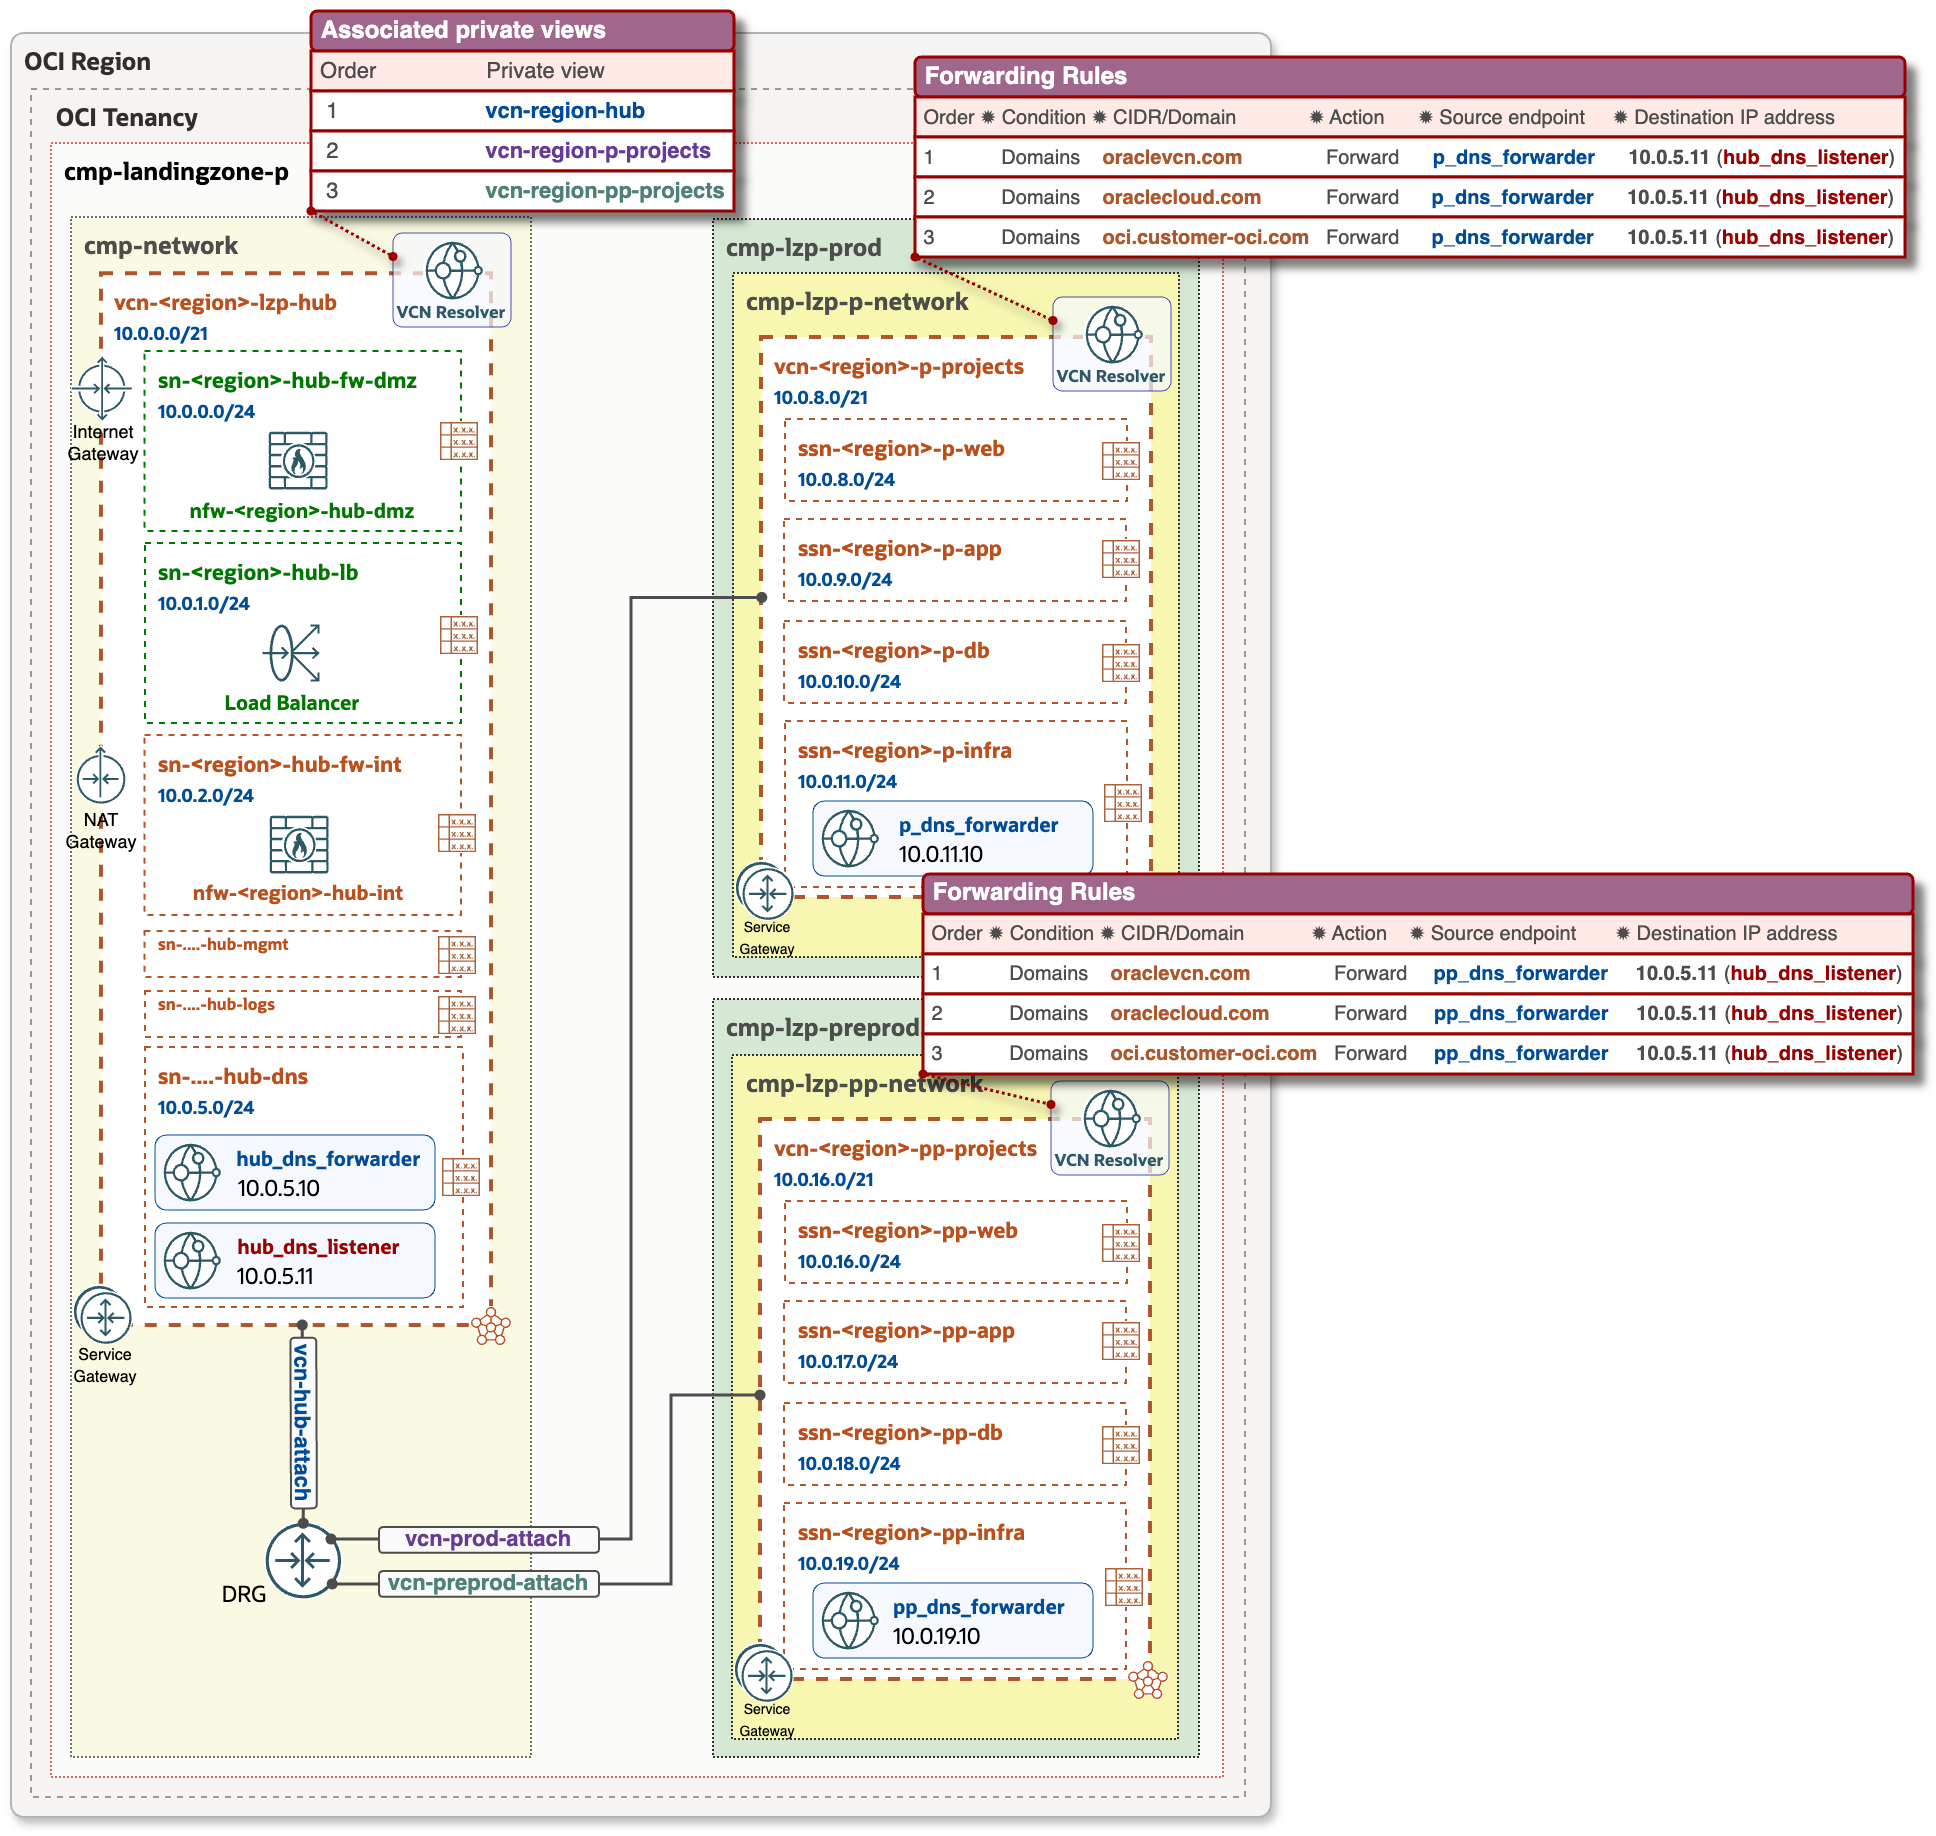 OCI Region
OCI Tenancy
cmp-landingzone-p
Associated private views
Order Private view
1 vcn-region-hub
2 vcn-region-p-projects
3 vcn-region-pp-projects
Forwarding Rules
Order ✷ Condition ✷ CIDR/Domain ✷ Action ✷ Source endpoint ✷ Destination IP address
1 Domains oraclevcn.com Forward p_dns_forwarder 10.0.5.11 (hub_dns_listener)
2 Domains oraclecloud.com Forward p_dns_forwarder 10.0.5.11 (hub_dns_listener)
3 Domains oci.customer-oci.com Forward p_dns_forwarder 10.0.5.11 (hub_dns_listener)
cmp-network
VCN Resolver
vcn-<region>-lzp-hub
10.0.0.0/21
Internet
Gateway
sn-<region>-hub-fw-dmz
10.0.0.0/24
x.x.x.
x.x.x.
x.x.x.
nfw-<region>-hub-dmz
sn-<region>-hub-lb
10.0.1.0/24
x.x.x.
x.x.x.
x.x.x.
Load Balancer
NAT
Gateway
sn-<region>-hub-fw-int
10.0.2.0/24
x.x.x.
x.x.x.
x.x.x.
nfw-<region>-hub-int
sn-....-hub-mgmt
x.x.x.
x.x.x.
x.x.x.
sn-....-hub-logs
x.x.x.
x.x.x.
x.x.x.
sn-....-hub-dns
10.0.5.0/24
hub_dns_forwarder
10.0.5.10
x.x.x.
x.x.x.
x.x.x.
hub_dns_listener
10.0.5.11
Service
Gateway
vcn-hub-attach
DRG
vcn-prod-attach
vcn-preprod-attach
cmp-lzp-prod
cmp-lzp-p-network
VCN Resolver
vcn-<region>-p-projects
10.0.8.0/21
ssn-<region>-p-web
10.0.8.0/24
x.x.x.
x.x.x.
x.x.x.
ssn-<region>-p-app
10.0.9.0/24
x.x.x.
x.x.x.
x.x.x.
ssn-<region>-p-db
10.0.10.0/24
x.x.x.
x.x.x.
x.x.x.
ssn-<region>-p-infra
10.0.11.0/24
x.x.x.
x.x.x.
x.x.x.
p_dns_forwarder
10.0.11.10
Service
Gateway
Forwarding Rules
Order ✷ Condition ✷ CIDR/Domain ✷ Action ✷ Source endpoint ✷ Destination IP address
1 Domains oraclevcn.com Forward pp_dns_forwarder 10.0.5.11 (hub_dns_listener)
2 Domains oraclecloud.com Forward pp_dns_forwarder 10.0.5.11 (hub_dns_listener)
3 Domains oci.customer-oci.com Forward pp_dns_forwarder 10.0.5.11 (hub_dns_listener)
cmp-lzp-preprod
cmp-lzp-pp-network
VCN Resolver
vcn-<region>-pp-projects
10.0.16.0/21
ssn-<region>-pp-web
10.0.16.0/24
x.x.x.
x.x.x.
x.x.x.
ssn-<region>-pp-app
10.0.17.0/24
x.x.x.
x.x.x.
x.x.x.
ssn-<region>-pp-db
10.0.18.0/24
x.x.x.
x.x.x.
x.x.x.
ssn-<region>-pp-infra
10.0.19.0/24
x.x.x.
x.x.x.
x.x.x.
pp_dns_forwarder
10.0.19.10
Service
Gateway